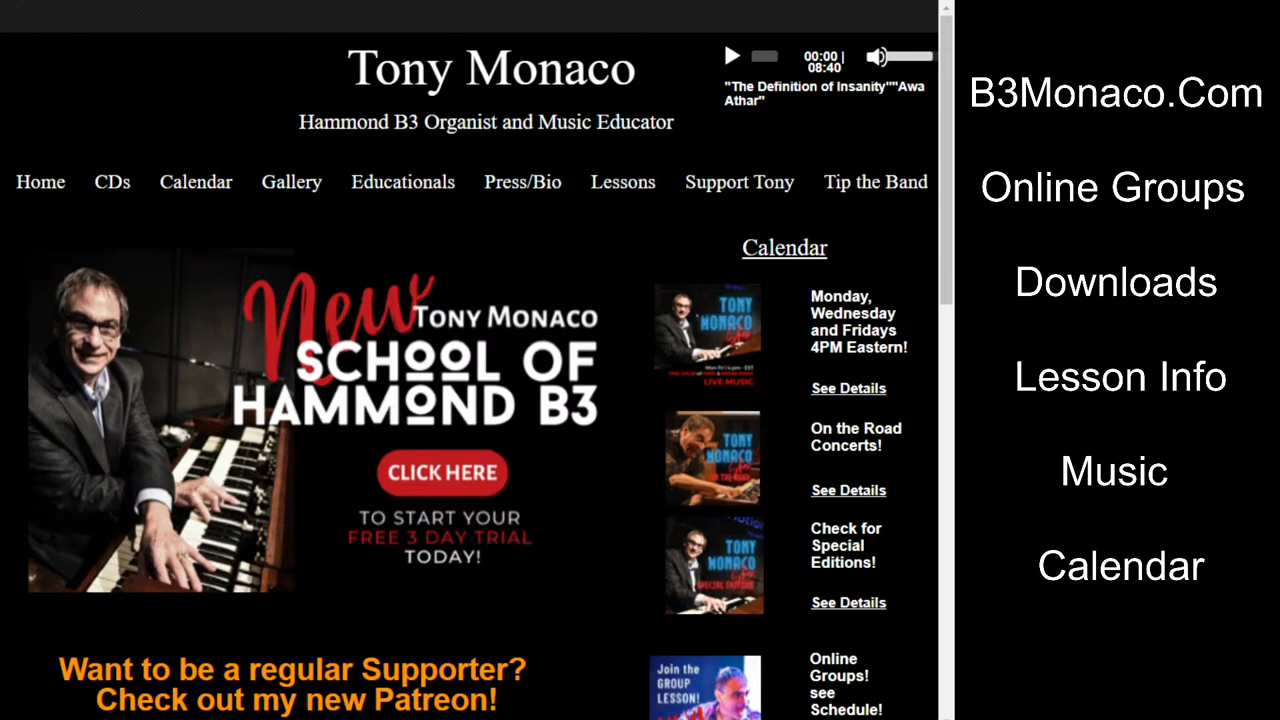 Tony Monaco
Hammond B3 Organist and Music Educator
00:00 |
08:40
"The Definition of Insanity""Awa
Athar"
Home CDs Calendar Gallery Educationals Press/Bio Lessons Support Tony Tip the Band
New
TONY MONACO
SCHOOL OF
HAMMOND B3
CLICK HERE
TO START YOUR
FREE 3 DAY TRIAL
TODAY!
Want to be a regular Supporter?
Check out my new Patreon!
Calendar
TONY
MONACO
LIVE MUSIC
Monday,
Wednesday
and Fridays
4PM Eastern!
See Details
TONY
MONACO
On the Road
Concerts!
See Details
TONY
MONACO
SPECIAL EDITION
Check for
Special
Editions!
See Details
Join the
GROUP
LESSON!
Online
Groups!
see
Schedule!
B3Monaco.Com
Online Groups
Downloads
Lesson Info
Music
Calendar